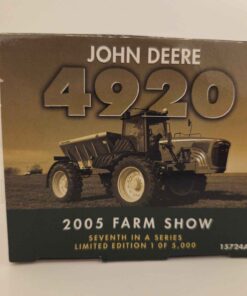 JOHN DEERE
4920
2005 FARM SHOW
SEVENTH IN A SERIES
LIMITED EDITION 1 OF 5,000
15724A